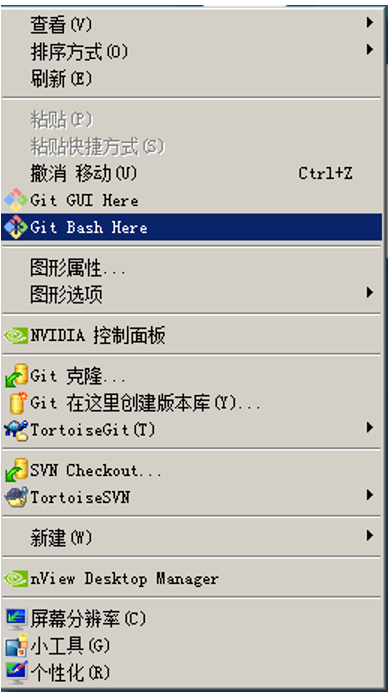 查看(V)
排序方式(O)
刷新(E)
粘贴(P)
粘贴快捷方式(S)
撤消 移动(U) Ctrl+Z
Git GUI Here
Git Bash Here
图形属性...
图形选项
NVIDIA 控制面板
Git 克隆...
Git 在这里创建版本库(Y)...
TortoiseGit(T)
SVN Checkout...
TortoiseSVN
新建(W)
nView Desktop Manager
屏幕分辨率(C)
小工具(G)
个性化(R)